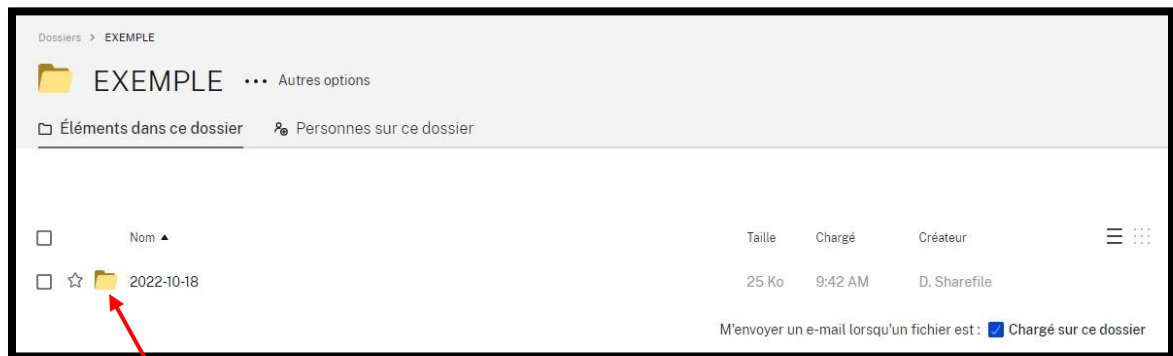 Dossiers > EXEMPLE
EXEMPLE ••• Autres options
Éléments dans ce dossier Personnes sur ce dossier
Nom ▲ Taille Chargé Créateur
2022-10-18 25 Ko 9:42 AM D. Sharefile
M'envoyer un e-mail lorsqu'un fichier est : Chargé sur ce dossier